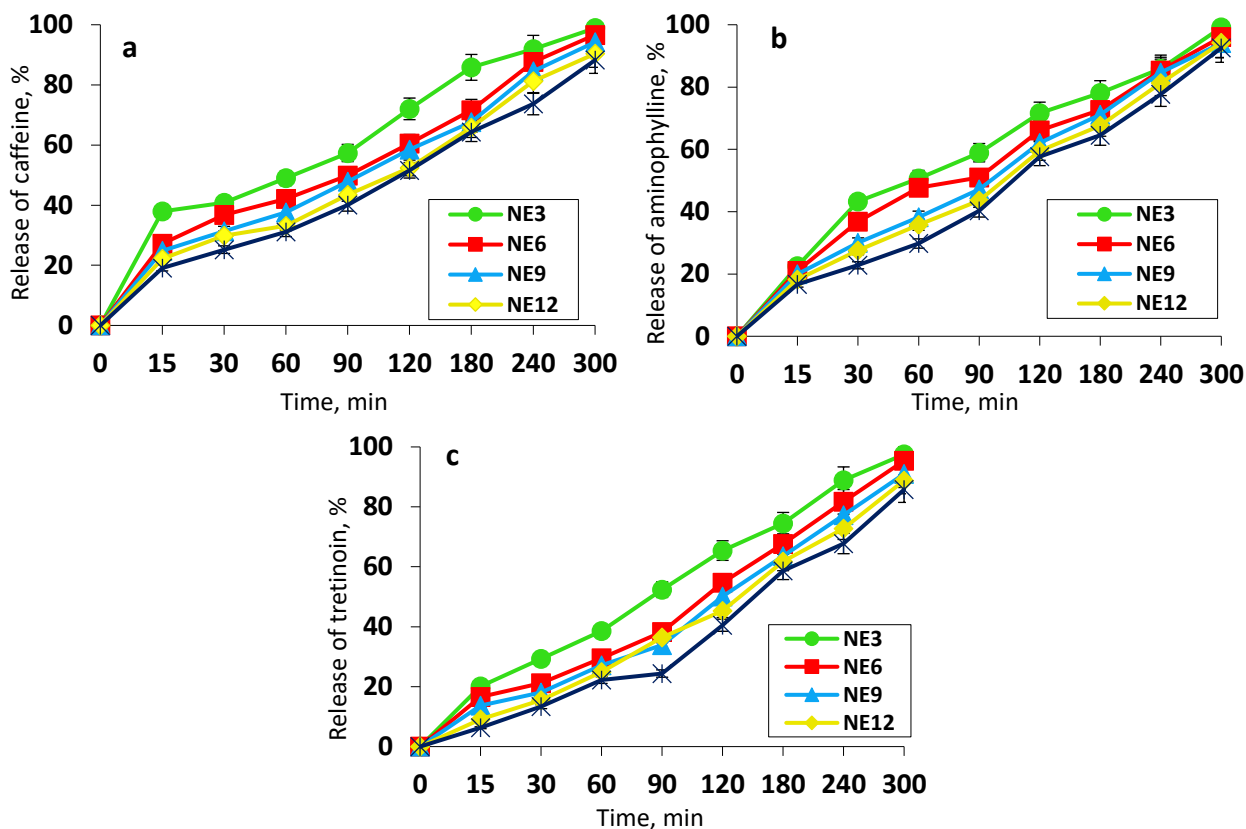 a
Release of caffeine, %
100
80
60
40
20
0
NE3
NE6
NE9
NE12
0 15 30 60 90 120 180 240 300
Time, min
b
Release of aminophylline, %
100
80
60
40
20
0
NE3
NE6
NE9
NE12
0 15 30 60 90 120 180 240 300
Time, min
c
Release of tretinoin, %
100
80
60
40
20
0
NE3
NE6
NE9
NE12
0 15 30 60 90 120 180 240 300
Time, min